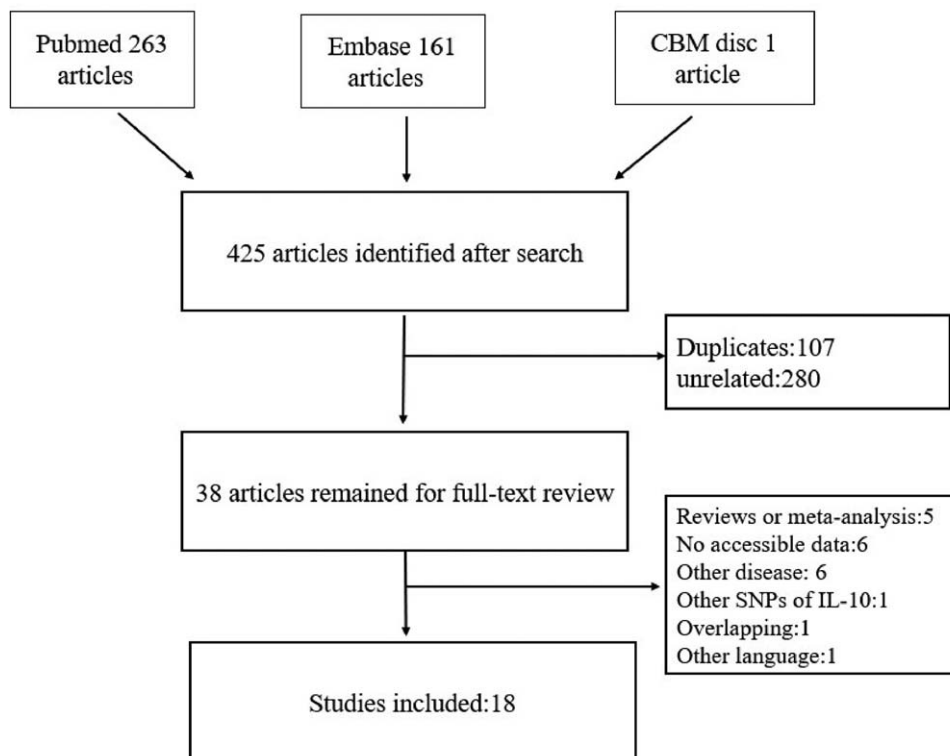 Pubmed 263
articles
Embase 161
articles
CBM disc 1
article
425 articles identified after search
Duplicates:107
unrelated:280
38 articles remained for full-text review
Reviews or meta-analysis:5
No accessible data:6
Other disease: 6
Other SNPs of IL-10:1
Overlapping:1
Other language:1
Studies included:18